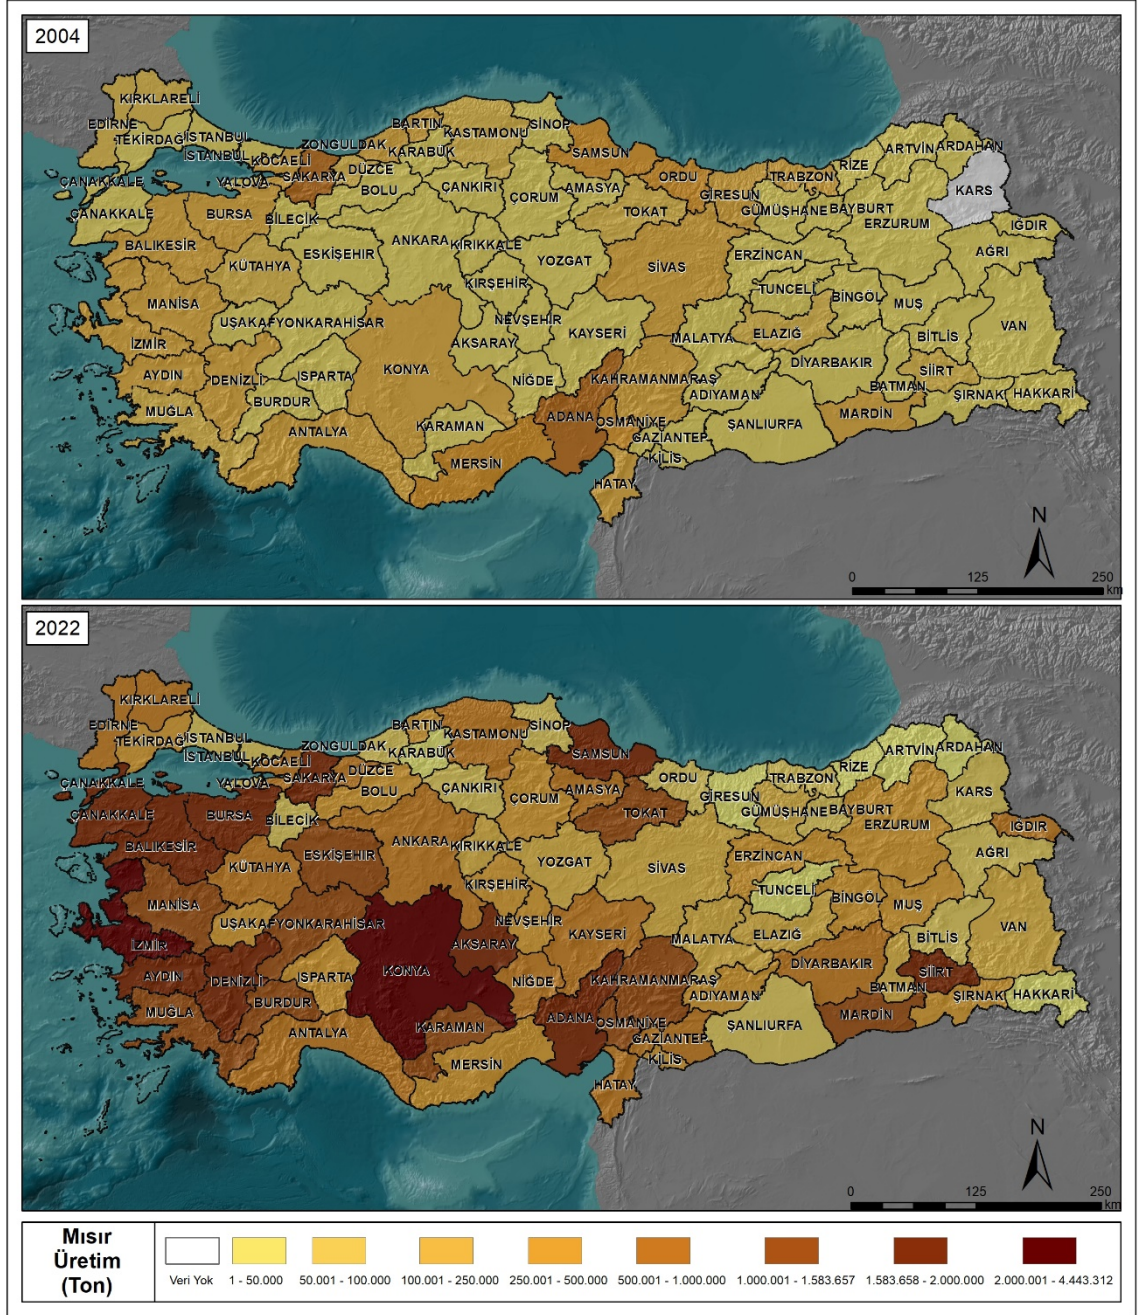 2004
KIRKLARELİ
EDİRNE
TEKİRDAĞ
İSTANBUL
İSTANBUL
KOCAELİ
YALOVA
SAKARYA
ZONGULDAK
DÜZCE
BARTIN
KARABÜK
KASTAMONU
SİNOP
SAMSUN
ORDU
GİRESUN
TRABZON
RİZE
ARTVİN
ARDAHAN
ÇANAKKALE
ÇANAKKALE
BURSA
BİLECİK
BOLU
ÇANKIRI
ÇORUM
AMASYA
TOKAT
GÜMÜŞHANE
BAYBURT
ERZURUM
KARS
IĞDIR
BALIKESİR
KÜTAHYA
ESKİŞEHİR
ANKARA
KIRIKKALE
YOZGAT
SİVAS
ERZİNCAN
AĞRI
MANİSA
UŞAK
AFYONKARAHİSAR
KIRŞEHİR
NEVŞEHİR
AKSARAY
KAYSERİ
MALATYA
TUNCELİ
ELAZIĞ
BİNGÖL
MUŞ
BİTLİS
VAN
İZMİR
AYDIN
DENİZLİ
ISPARTA
BURDUR
KONYA
NİĞDE
KAHRAMANMARAŞ
ADIYAMAN
DİYARBAKIR
BATMAN
SİİRT
ŞIRNAK
HAKKARİ
MUĞLA
ANTALYA
KARAMAN
MERSİN
ADANA
OSMANİYE
GAZİANTEP
KİLİS
ŞANLIURFA
MARDİN
HATAY
N
0 125 250
km
2022
KIRKLARELİ
EDİRNE
TEKİRDAĞ
İSTANBUL
İSTANBUL
KOCAELİ
YALOVA
SAKARYA
ZONGULDAK
DÜZCE
BARTIN
KARABÜK
KASTAMONU
SİNOP
SAMSUN
ORDU
GİRESUN
TRABZON
RİZE
ARTVİN
ARDAHAN
ÇANAKKALE
ÇANAKKALE
BURSA
BİLECİK
BOLU
ÇANKIRI
ÇORUM
AMASYA
TOKAT
GÜMÜŞHANE
BAYBURT
ERZURUM
KARS
IĞDIR
BALIKESİR
KÜTAHYA
ESKİŞEHİR
ANKARA
KIRIKKALE
YOZGAT
SİVAS
ERZİNCAN
AĞRI
MANİSA
UŞAK
AFYONKARAHİSAR
KIRŞEHİR
NEVŞEHİR
AKSARAY
KAYSERİ
MALATYA
TUNCELİ
ELAZIĞ
BİNGÖL
MUŞ
BİTLİS
VAN
İZMİR
AYDIN
DENİZLİ
ISPARTA
BURDUR
KONYA
NİĞDE
KAHRAMANMARAŞ
ADIYAMAN
DİYARBAKIR
BATMAN
SİİRT
ŞIRNAK
HAKKARİ
MUĞLA
ANTALYA
KARAMAN
MERSİN
ADANA
OSMANİYE
GAZİANTEP
KİLİS
ŞANLIURFA
MARDİN
HATAY
N
0 125 250
km
Mısır
Üretim
(Ton)
Veri Yok 1 - 50.000 50.001 - 100.000 100.001 - 250.000 250.001 - 500.000 500.001 - 1.000.000 1.000.001 - 1.583.657 1.583.658 - 2.000.000 2.000.001 - 4.443.312